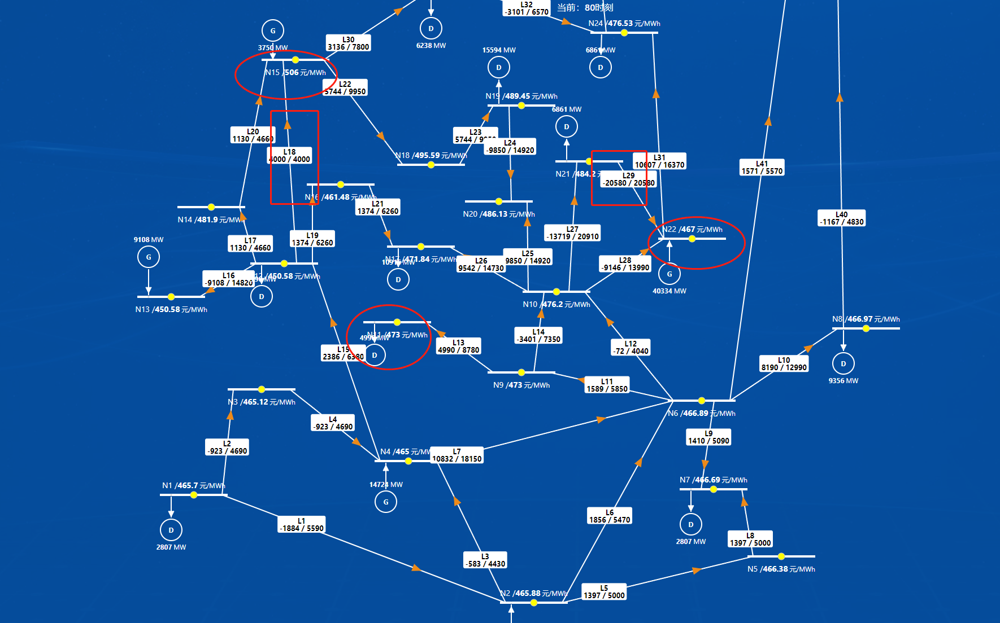 L32
-3101 / 6570
当前：80时刻
N24 /476.53 元/MWh
G
D
3750 MW
6238 MW
L30
3136 / 7800
15594 MW
D
D
N15 /506 元/MWh
L22
5744 / 9950
N19 /489.45 元/MWh
6861 MW
D
L20
1130 / 4660
L23
5744 / 9950
L24
-9850 / 14920
L18
4000 / 4000
N18 /495.59 元/MWh
L31
10607 / 16370
L41
1571 / 5570
N21 /484.2
L29
-20580 / 20580
N16 /461.48 元/MWh
L21
1374 / 6260
N20 /486.13 元/MWh
N14 /481.9 元/MWh
L40
-1167 / 4830
N22 /467 元/MWh
L27
-13719 / 20910
L19
1374 / 6260
9108 MW
G
L17
1130 / 4660
N17 /471.84 元/MWh
L26
9542 / 14730
L25
9850 / 14920
L28
-9146 / 13990
L16
-9108 / 14820
/450.58 元/MWh
D
D
G
40334 MW
N13 /450.58 元/MWh
N10 /476.2 元/MWh
N8 /466.97 元/MWh
N11 /473 元/MWh
L14
-3401 / 7350
L13
4990 / 8780
L12
-72 / 4040
L15
2386 / 6380
D
L10
8190 / 12990
D
9356 MW
N9 /473 元/MWh
L11
1589 / 5850
N3 /465.12 元/MWh
N6 /466.89 元/MWh
L4
-923 / 4690
L9
1410 / 5090
L2
-923 / 4690
N4 /465 元/MW
L7
10832 / 18150
N1 /465.7 元/MWh
14724 MW
G
N7 /466.69 元/MWh
L1
-1884 / 5590
L6
1856 / 5470
D
2807 MW
D
2807 MW
L8
1397 / 5000
L3
-583 / 4430
N5 /466.38 元/MWh
N2 /465.88 元/MWh
L5
1397 / 5000